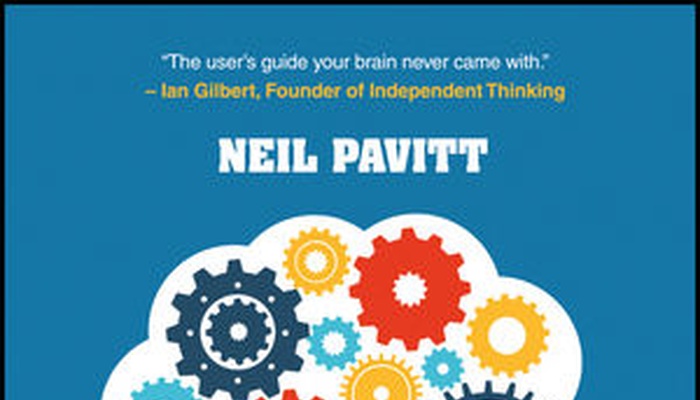 “The user’s guide your brain never came with.”
– Ian Gilbert, Founder of Independent Thinking
NEIL PAVITT